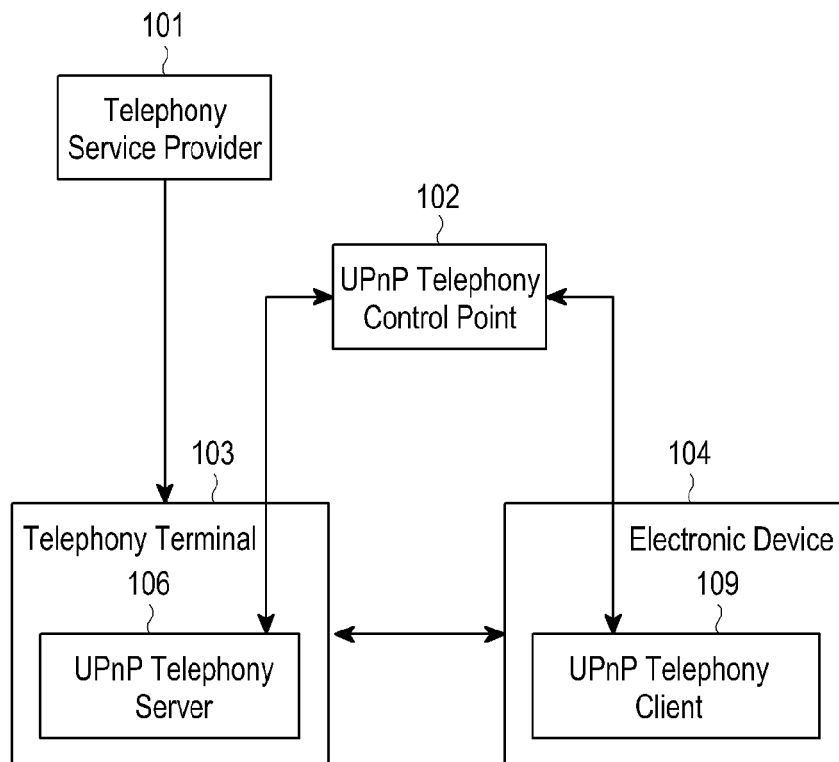 101
Telephony
Service Provider
102
UPnP Telephony
Control Point
103
Telephony Terminal
106
UPnP Telephony
Server
104
Electronic Device
109
UPnP Telephony
Client